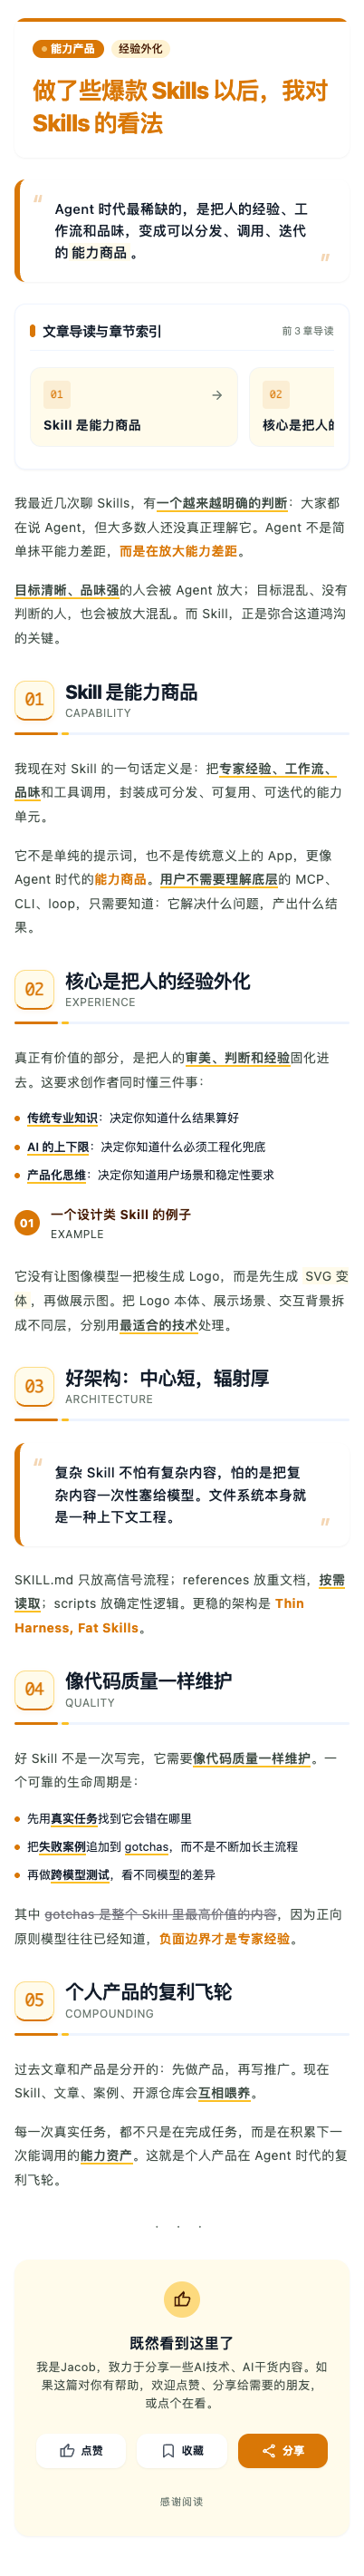 能力产品 经验外化
做了些爆款 Skills 以后，我对
Skills 的看法
“
Agent 时代最稀缺的，是把人的经验、工
作流和品味，变成可以分发、调用、迭代
的 能力商品 。
”
文章导读与章节索引 前 3 章导读
01 → 02
Skill 是能力商品 核心是把人的
我最近几次聊 Skills，有一个越来越明确的判断：大家都
在说 Agent，但大多数人还没真正理解它。Agent 不是简
单抹平能力差距，而是在放大能力差距。
目标清晰、品味强的人会被 Agent 放大；目标混乱、没有
判断的人，也会被放大混乱。而 Skill，正是弥合这道鸿沟
的关键。
01 Skill 是能力商品
CAPABILITY
我现在对 Skill 的一句话定义是：把专家经验、工作流、
品味和工具调用，封装成可分发、可复用、可迭代的能力
单元。
它不是单纯的提示词，也不是传统意义上的 App，更像
Agent 时代的能力商品。用户不需要理解底层的 MCP、
CLI、loop，只需要知道：它解决什么问题，产出什么结
果。
02 核心是把人的经验外化
EXPERIENCE
真正有价值的部分，是把人的审美、判断和经验固化进
去。这要求创作者同时懂三件事：
传统专业知识：决定你知道什么结果算好
AI 的上下限：决定你知道什么必须工程化兜底
产品化思维：决定你知道用户场景和稳定性要求
01 一个设计类 Skill 的例子
EXAMPLE
它没有让图像模型一把梭生成 Logo，而是先生成 SVG 变
体 ，再做展示图。把 Logo 本体、展示场景、交互背景拆
成不同层，分别用最适合的技术处理。
03 好架构：中心短，辐射厚
ARCHITECTURE
“
复杂 Skill 不怕有复杂内容，怕的是把复
杂内容一次性塞给模型。文件系统本身就
是一种上下文工程。
”
SKILL.md 只放高信号流程；references 放重文档，按需
读取；scripts 放确定性逻辑。更稳的架构是 Thin
Harness, Fat Skills。
04 像代码质量一样维护
QUALITY
好 Skill 不是一次写完，它需要像代码质量一样维护。一
个可靠的生命周期是：
先用真实任务找到它会错在哪里
把失败案例追加到 gotchas，而不是不断加长主流程
再做跨模型测试，看不同模型的差异
其中 gotchas 是整个 Skill 里最高价值的内容，因为正向
原则模型往往已经知道，负面边界才是专家经验。
05 个人产品的复利飞轮
COMPOUNDING
过去文章和产品是分开的：先做产品，再写推广。现在
Skill、文章、案例、开源仓库会互相喂养。
每一次真实任务，都不只是在完成任务，而是在积累下一
次能调用的能力资产。这就是个人产品在 Agent 时代的复
利飞轮。
· · ·
既然看到这里了
我是Jacob，致力于分享一些AI技术、AI干货内容。如
果这篇对你有帮助，欢迎点赞、分享给需要的朋友，
或点个在看。
点赞 收藏 分享
感谢阅读